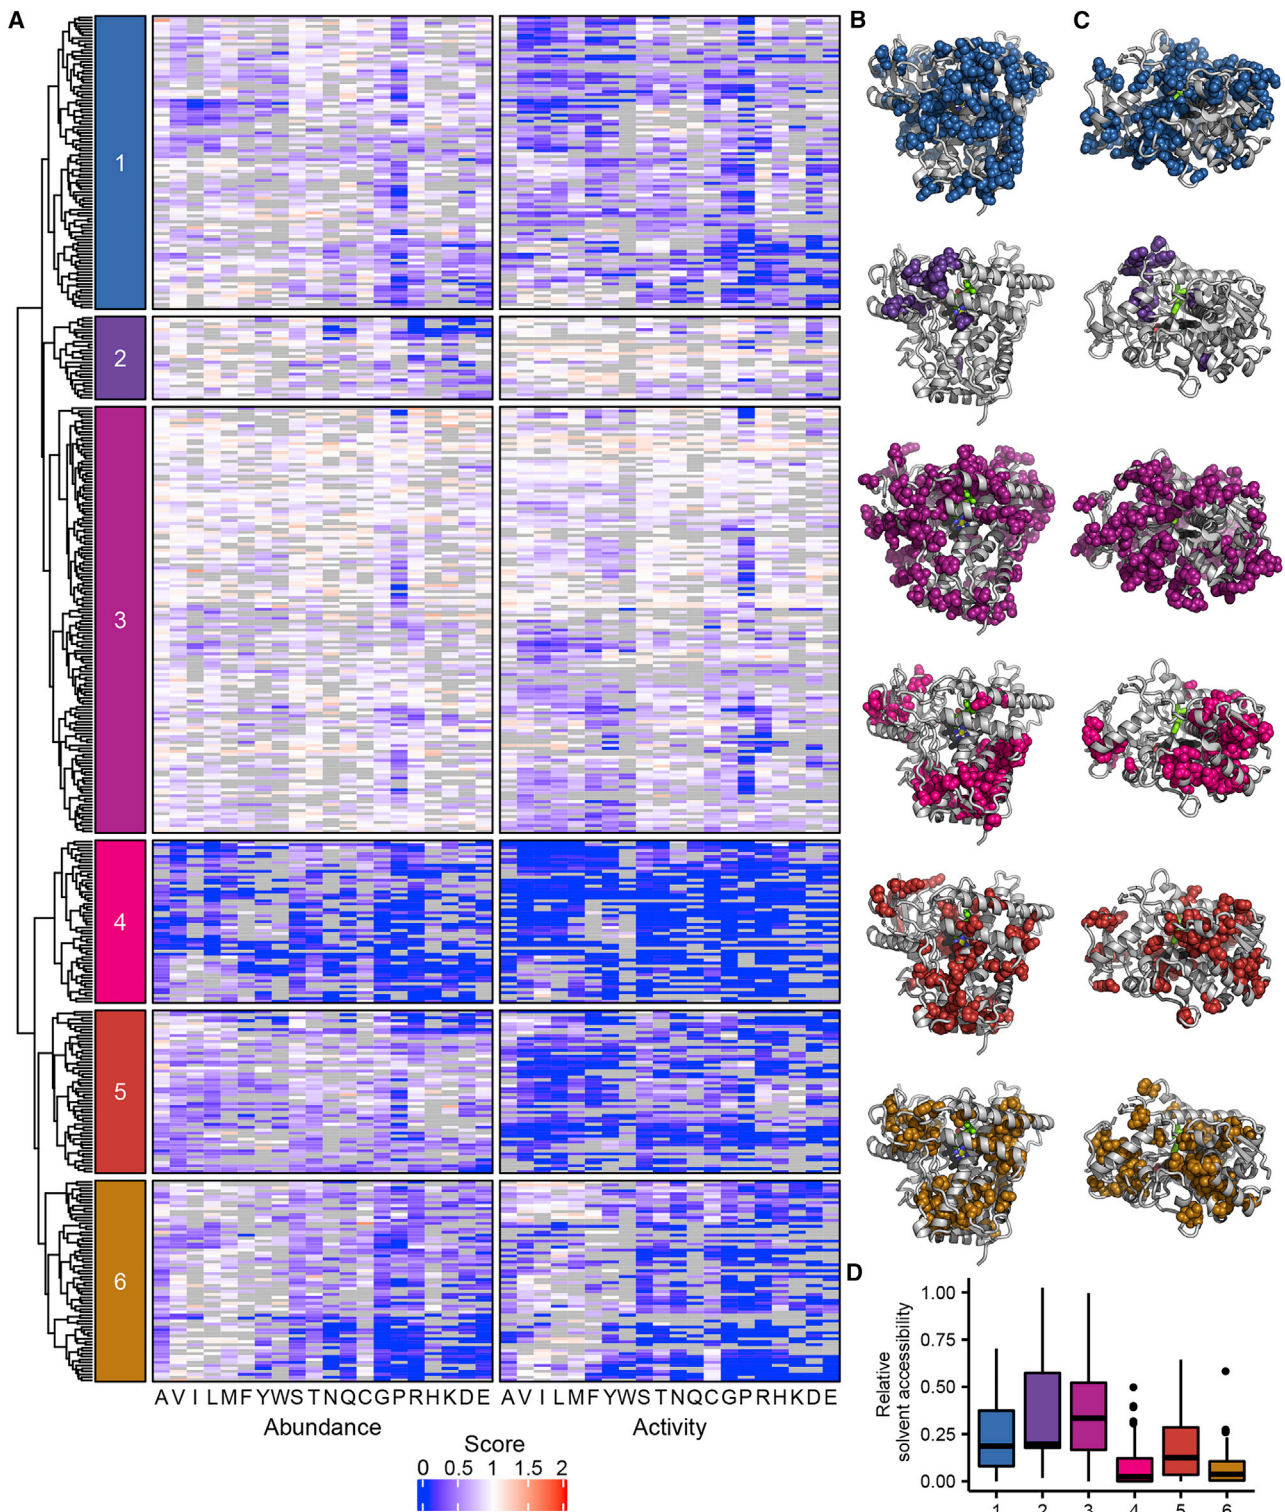 A
B
C
1
2
3
4
5
6
A V I L M F Y W S T N Q C G P R H K D E
A V I L M F Y W S T N Q C G P R H K D E
Abundance
Activity
Score
0 0.5 1 1.5 2
D
Relative
solvent accessibility
1.00
0.75
0.50
0.25
0.00
1 2 3 4 5 6